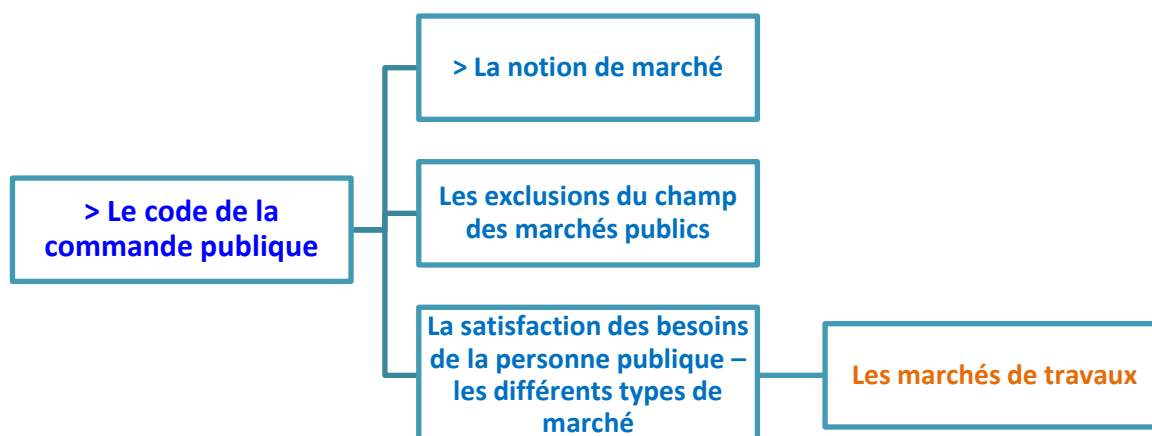 > La notion de marché
> Le code de la
commande publique
Les exclusions du champ
des marchés publics
La satisfaction des besoins
de la personne publique –
les différents types de
marché
Les marchés de travaux